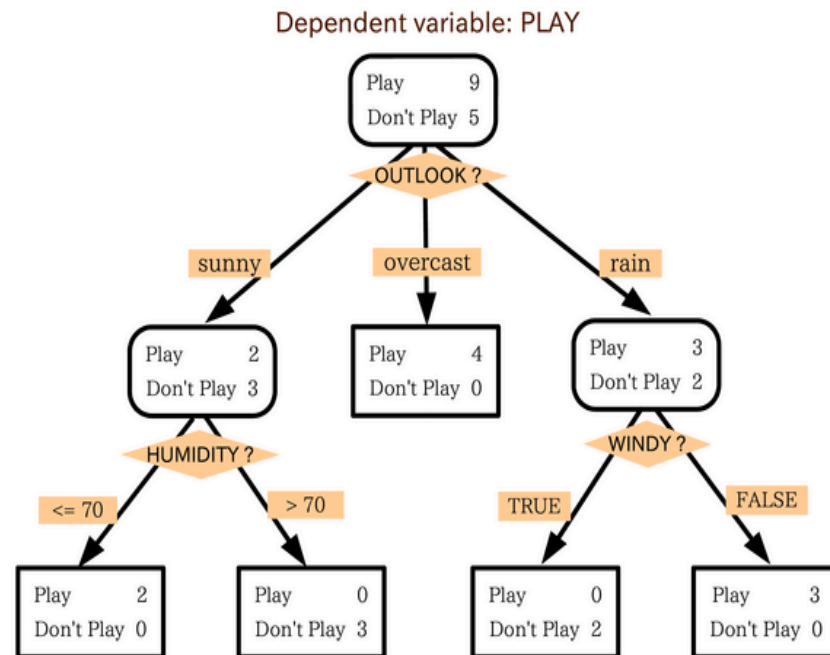 Dependent variable: PLAY
Play 9
Don't Play 5
OUTLOOK ?
sunny
overcast
rain
Play 2
Don't Play 3
Play 4
Don't Play 0
Play 3
Don't Play 2
HUMIDITY ?
WINDY ?
<= 70
> 70
TRUE
FALSE
Play 2
Don't Play 0
Play 0
Don't Play 3
Play 0
Don't Play 2
Play 3
Don't Play 0